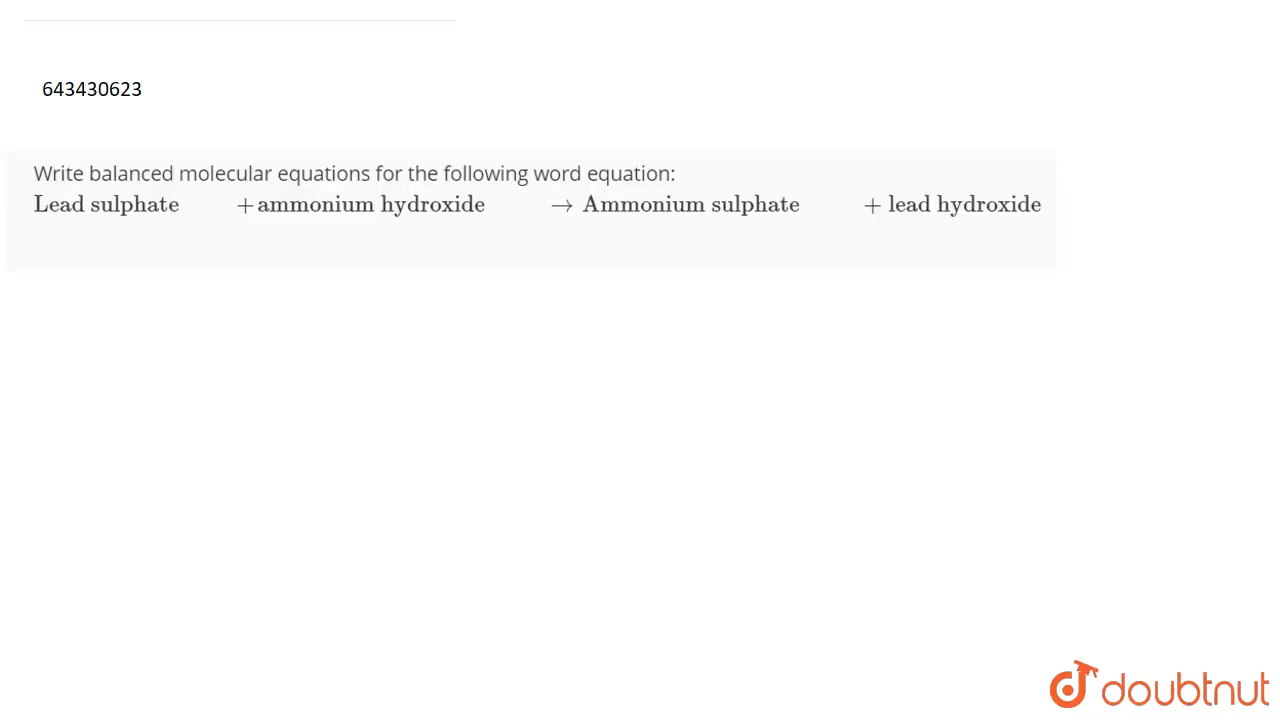 643430623
Write balanced molecular equations for the following word equation:
Lead sulphate + ammonium hydroxide → Ammonium sulphate + lead hydroxide
doubtnut